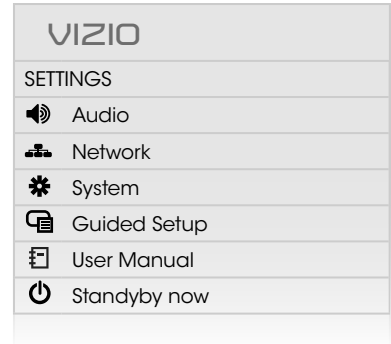 VIZIO
SETTINGS
Audio
Network
System
Guided Setup
User Manual
Standyby now